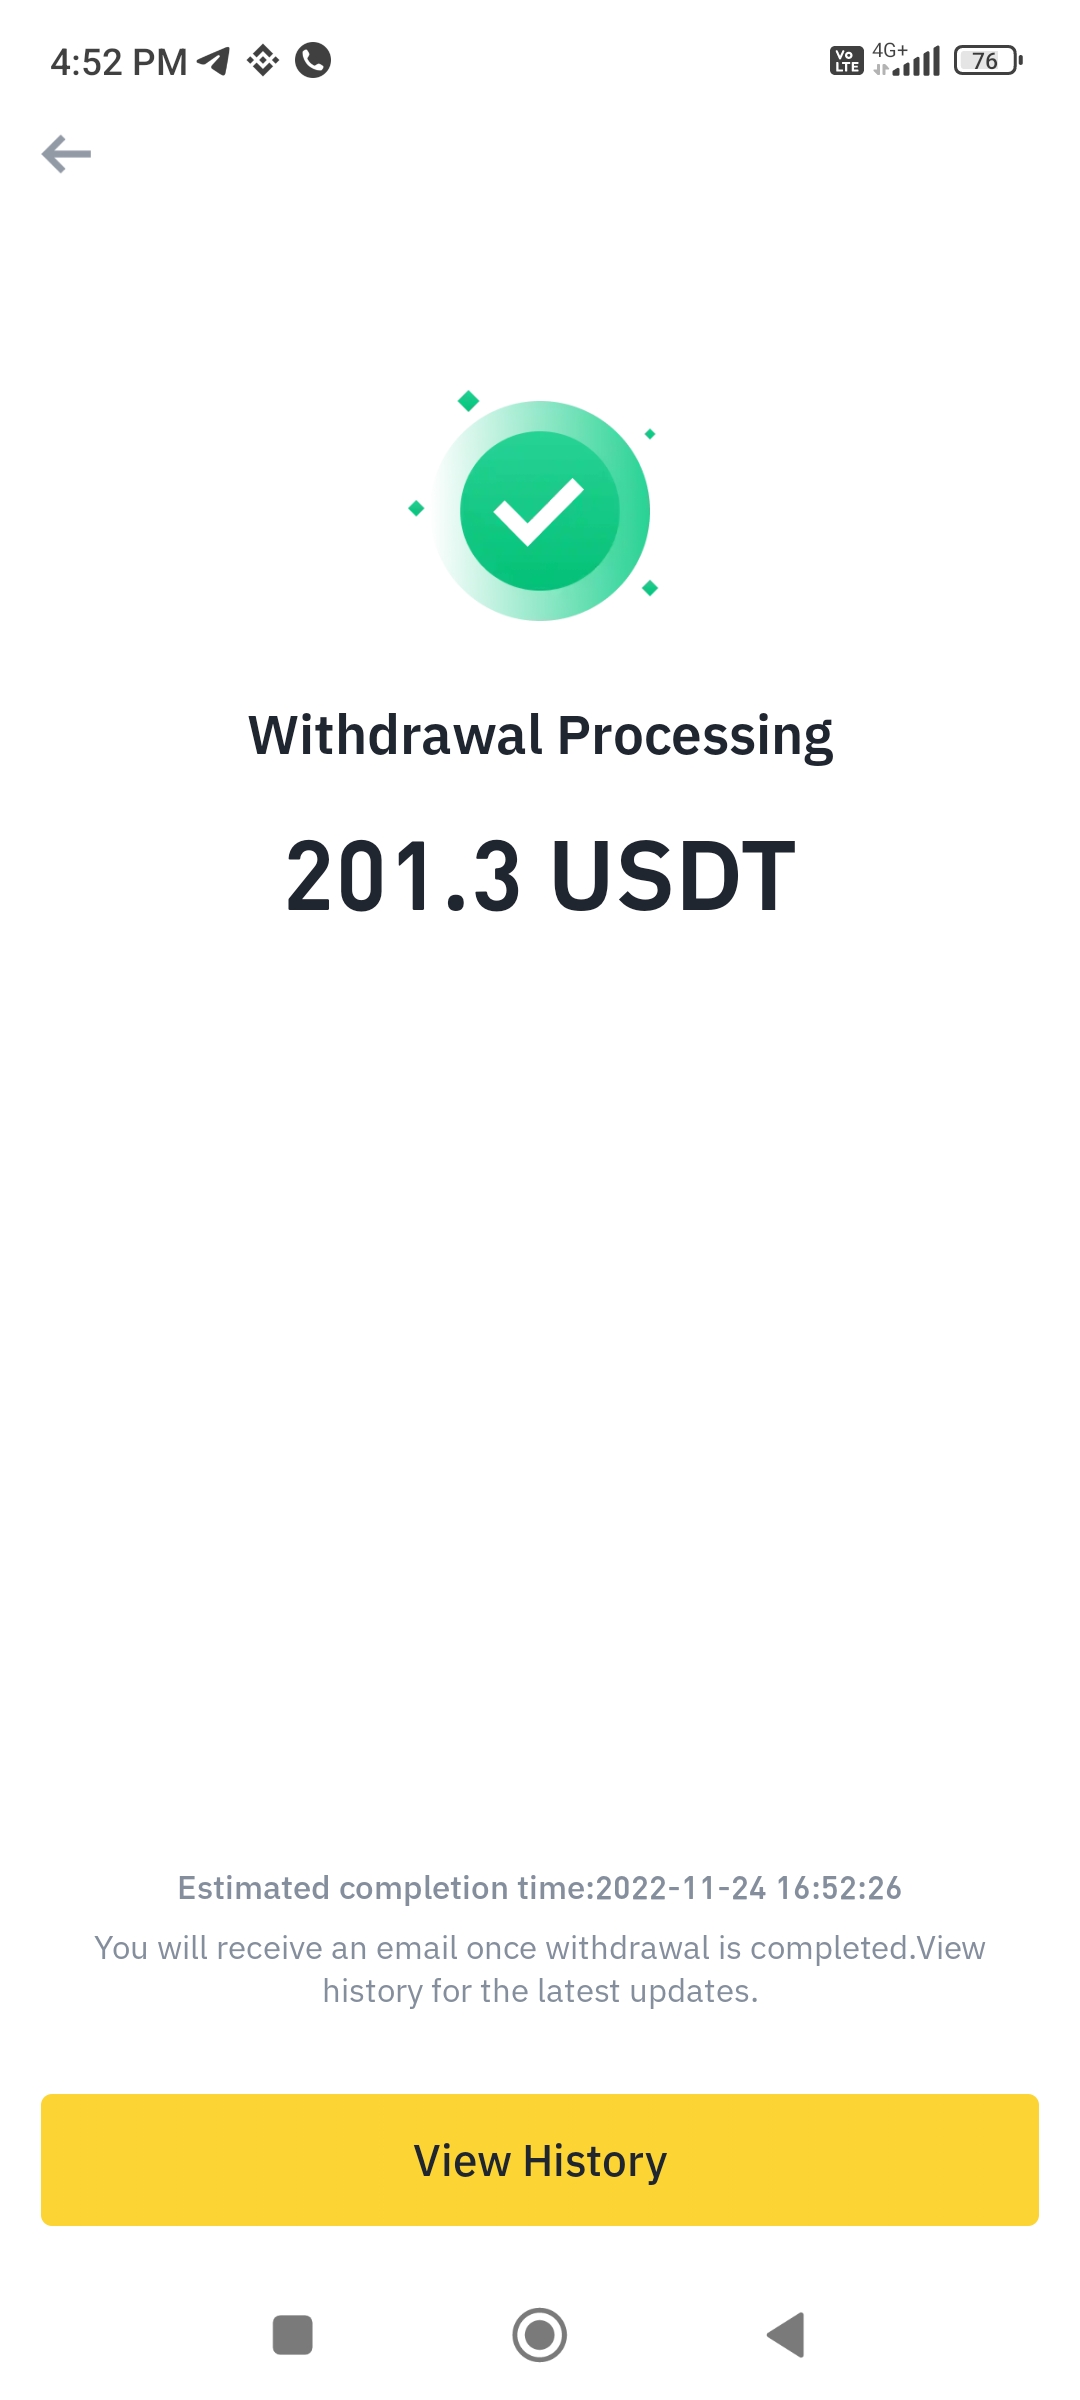 4:52 PM
Vo LTE 4G+ 76
Withdrawal Processing
201.3 USDT
Estimated completion time:2022-11-24 16:52:26
You will receive an email once withdrawal is completed.View
history for the latest updates.
View History